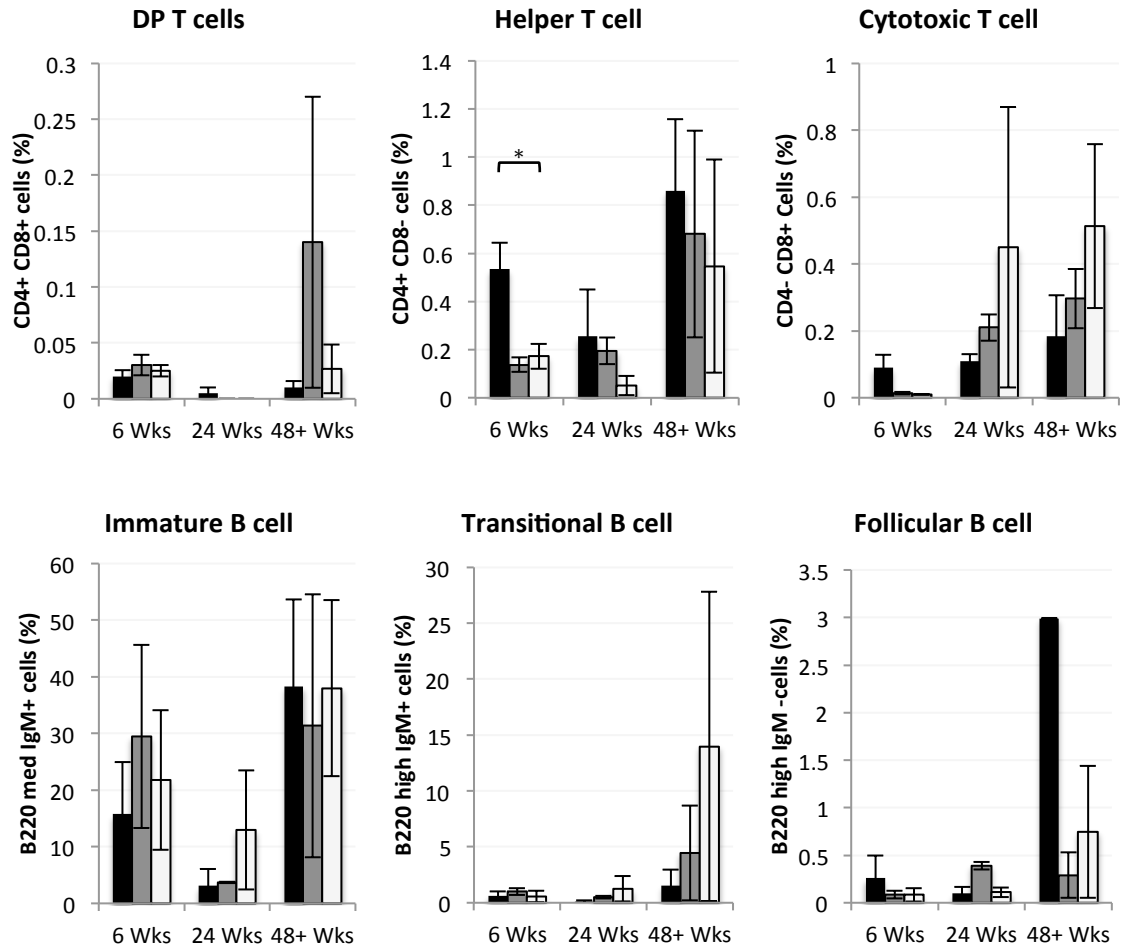 DP T cells
CD4+ CD8+ cells (%)
0.3
0.25
0.2
0.15
0.1
0.05
0
6 Wks 24 Wks 48+ Wks
Helper T cell
CD4+ CD8- cells (%)
1.4
1.2
1
0.8
0.6
0.4
0.2
0
*
6 Wks 24 Wks 48+ Wks
Cytotoxic T cell
CD4- CD8+ Cells (%)
1
0.8
0.6
0.4
0.2
0
6 Wks 24 Wks 48+ Wks
Immature B cell
B220 med IgM+ cells (%)
60
50
40
30
20
10
0
6 Wks 24 Wks 48+ Wks
Transitional B cell
B220 high IgM+ cells (%)
30
25
20
15
10
5
0
6 Wks 24 Wks 48+ Wks
Follicular B cell
B220 high IgM -cells (%)
3.5
3
2.5
2
1.5
1
0.5
0
6 Wks 24 Wks 48+ Wks